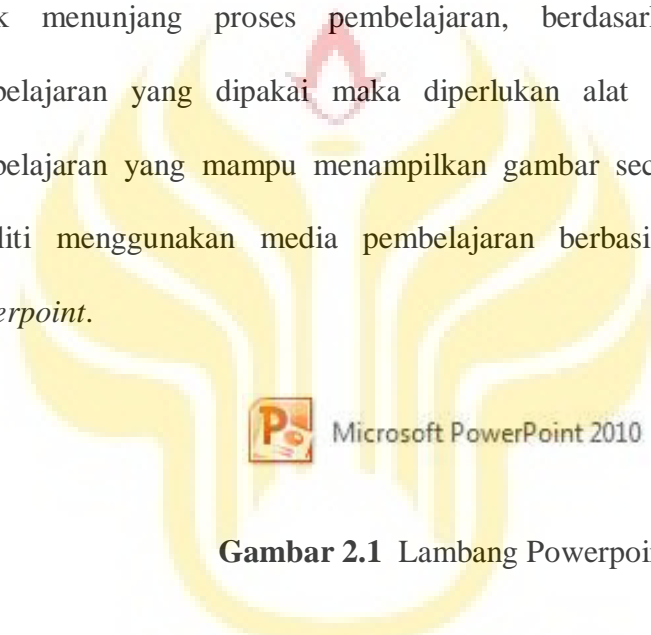 k menunjang proses pembelajaran, berdasarl
belajaran yang dipakai maka diperlukan alat
belajaran yang mampu menampilkan gambar sec
liti menggunakan media pembelajaran berbasi
erpoint.
Microsoft PowerPoint 2010
Gambar 2.1 Lambang Powerpoi